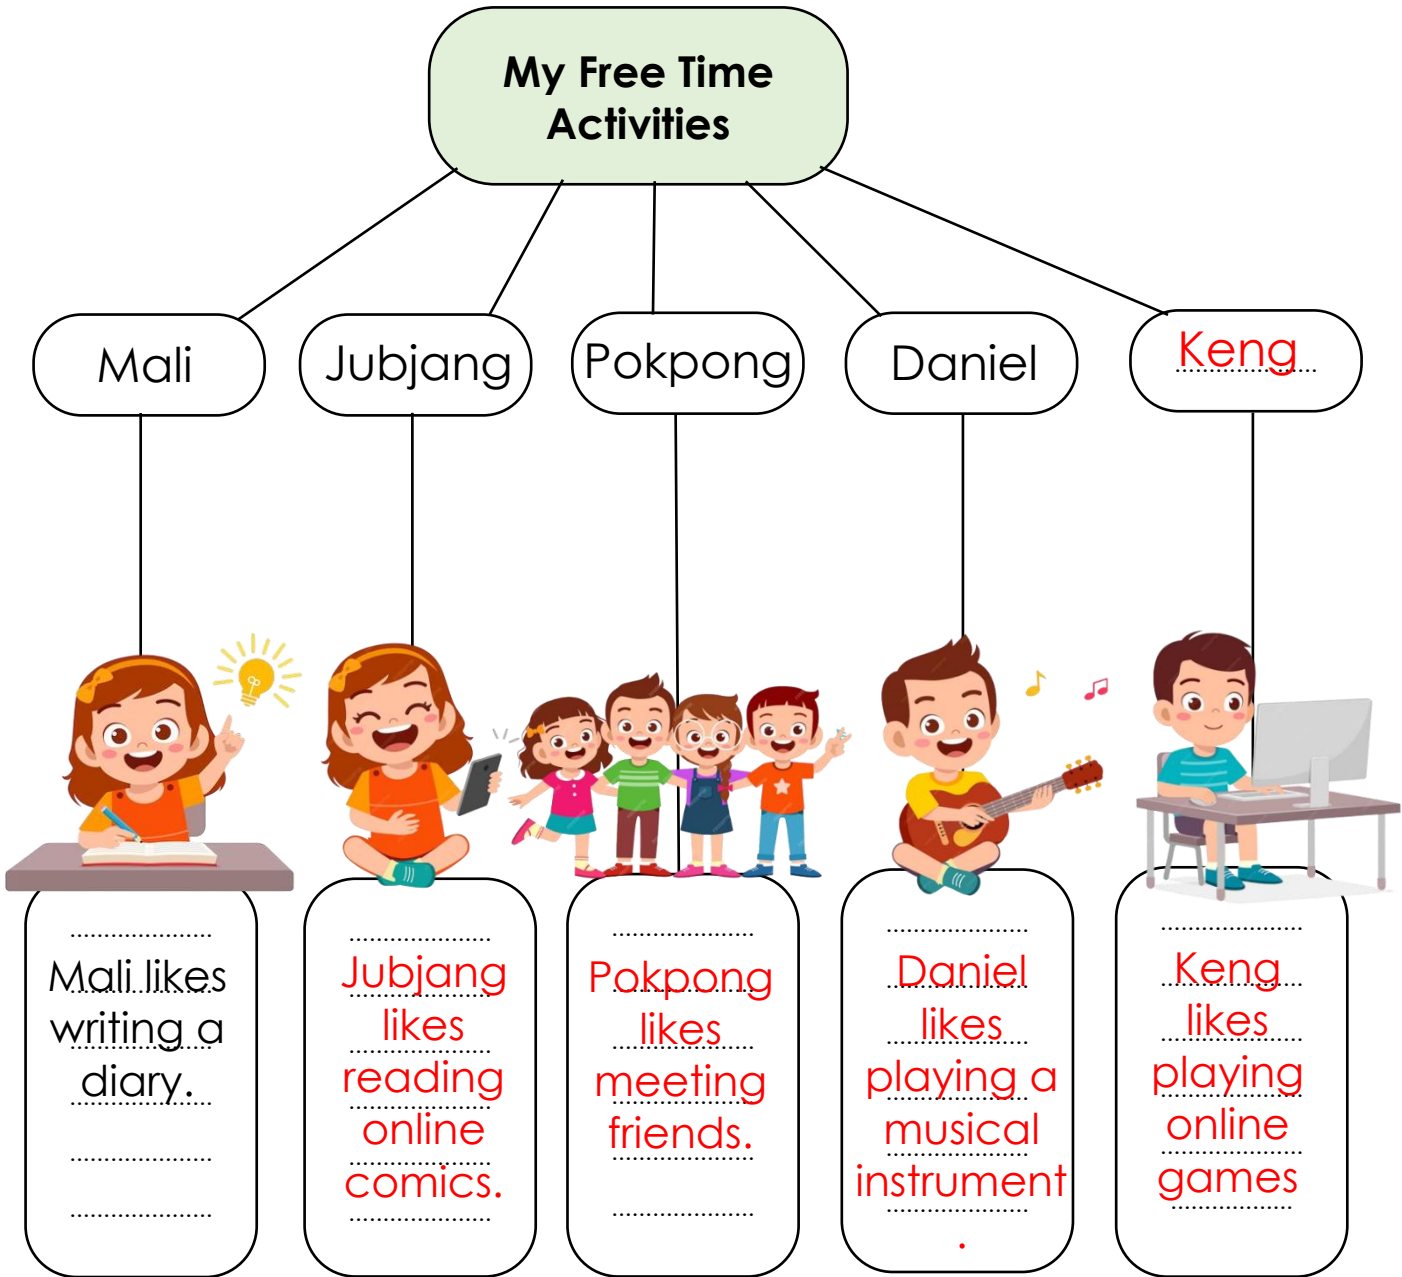 My Free Time
Activities
Mali
Jubjang
Pokpong
Daniel
Keng
Mali likes
writing a
diary.
Jubjang
likes
reading
online
comics.
Pokpong
likes
meeting
friends.
Daniel
likes
playing a
musical
instrument
.
Keng
likes
playing
online
games